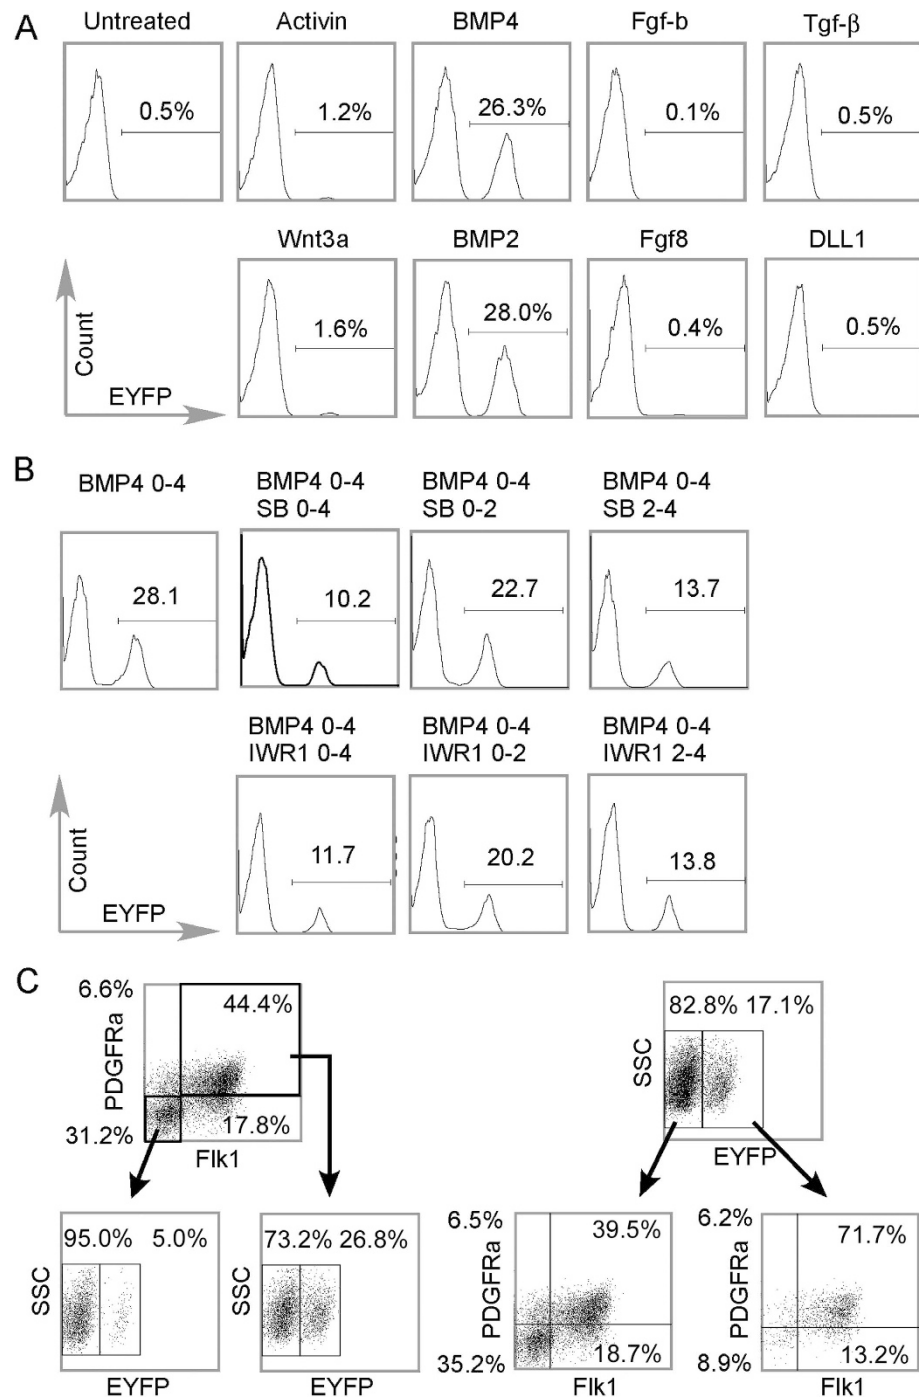 A
Untreated Activin BMP4 Fgf-b Tgf-β
0.5% 1.2% 26.3% 0.1% 0.5%
Wnt3a BMP2 Fgf8 DLL1
1.6% 28.0% 0.4% 0.5%
Count
EYFP
B
BMP4 0-4
BMP4 0-4
SB 0-4
BMP4 0-4
SB 0-2
BMP4 0-4
SB 2-4
28.1 10.2 22.7 13.7
BMP4 0-4
IWR1 0-4
BMP4 0-4
IWR1 0-2
BMP4 0-4
IWR1 2-4
11.7 20.2 13.8
Count
EYFP
C
6.6%
44.4%
PDGFRa
31.2%
17.8%
Flk1
82.8% 17.1%
SSC
EYFP
95.0% 5.0%
SSC
EYFP
73.2% 26.8%
SSC
EYFP
6.5%
39.5%
PDGFRa
35.2%
18.7%
Flk1
6.2%
71.7%
PDGFRa
8.9%
13.2%
Flk1